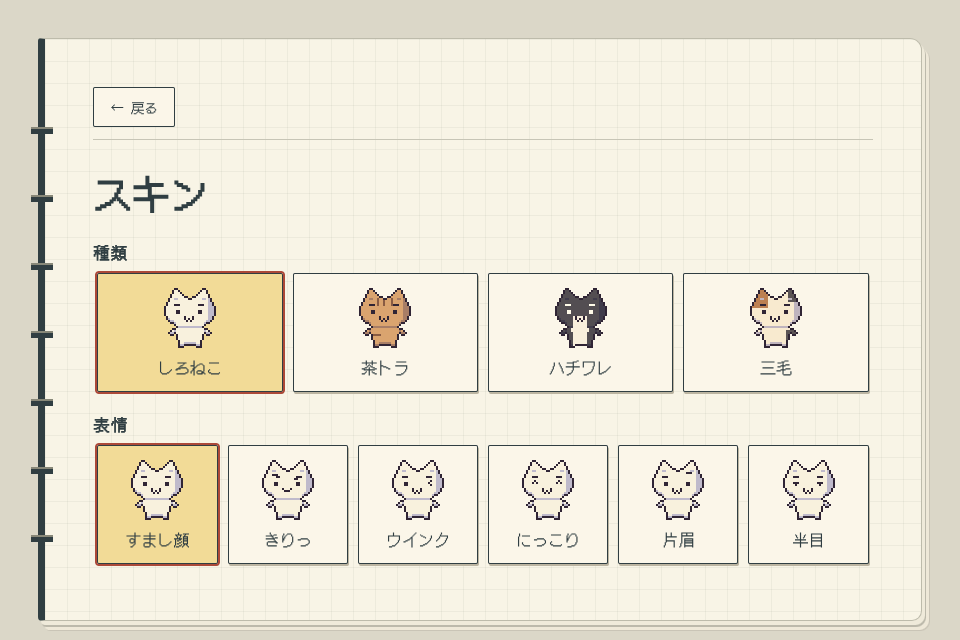 ← 戻る
スキン
種類
しろねこ
茶トラ
ハチワレ
三毛
表情
すまし顔
きりっ
ウインク
にっこり
片眉
半目